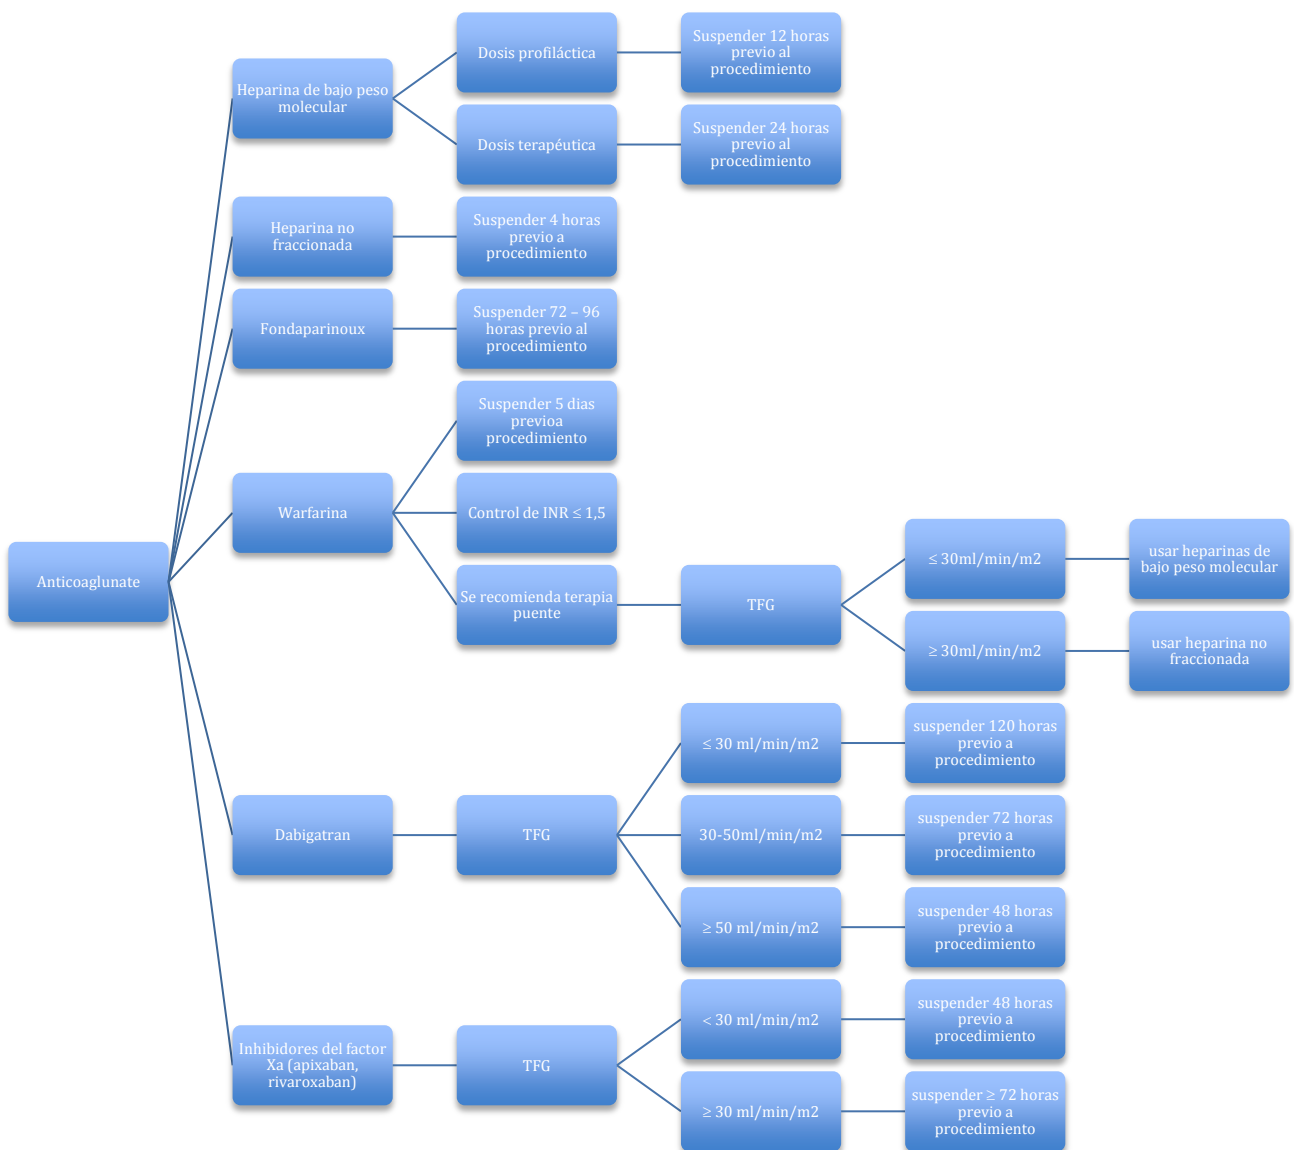 Anticoaglunate
Heparina de bajo peso
molecular
Dosis profiláctica
Suspender 12 horas
previo al
procedimiento
Dosis terapéutica
Suspender 24 horas
previo al
procedimiento
Heparina no
fraccionada
Suspender 4 horas
previo a
procedimiento
Fondaparinoux
Suspender 72 – 96
horas previo al
procedimiento
Warfarina
Suspender 5 dias
previoa
procedimiento
Control de INR ≤ 1,5
Se recomienda terapia
puente
TFG
≤ 30ml/min/m2
usar heparinas de
bajo peso molecular
≥ 30ml/min/m2
usar heparina no
fraccionada
Dabigatran
TFG
≤ 30 ml/min/m2
suspender 120 horas
previo a
procedimiento
30-50ml/min/m2
suspender 72 horas
previo a
procedimiento
≥ 50 ml/min/m2
suspender 48 horas
previo a
procedimiento
Inhibidores del factor
Xa (apixaban,
rivaroxaban)
TFG
< 30 ml/min/m2
suspender 48 horas
previo a
procedimiento
≥ 30 ml/min/m2
suspender ≥ 72 horas
previo a
procedimiento